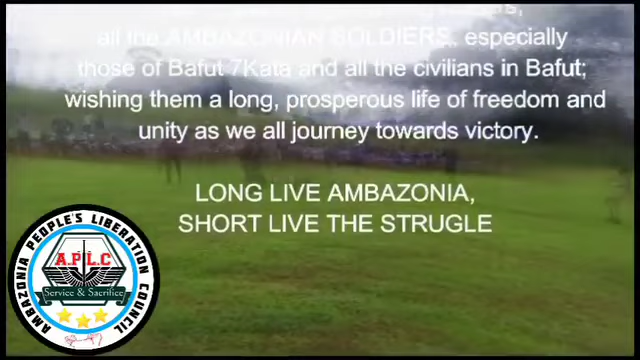 all the AMBAZONIAN SOLDIERS, especially
those of Bafut 7Kata and all the civilians in Bafut;
wishing them a long, prosperous life of freedom and
unity as we all journey towards victory.
LONG LIVE AMBAZONIA,
SHORT LIVE THE STRUGLE
AMBAZONIA PEOPLE'S LIBERATION COUNCIL
A.P.L.C
Service & Sacrifice